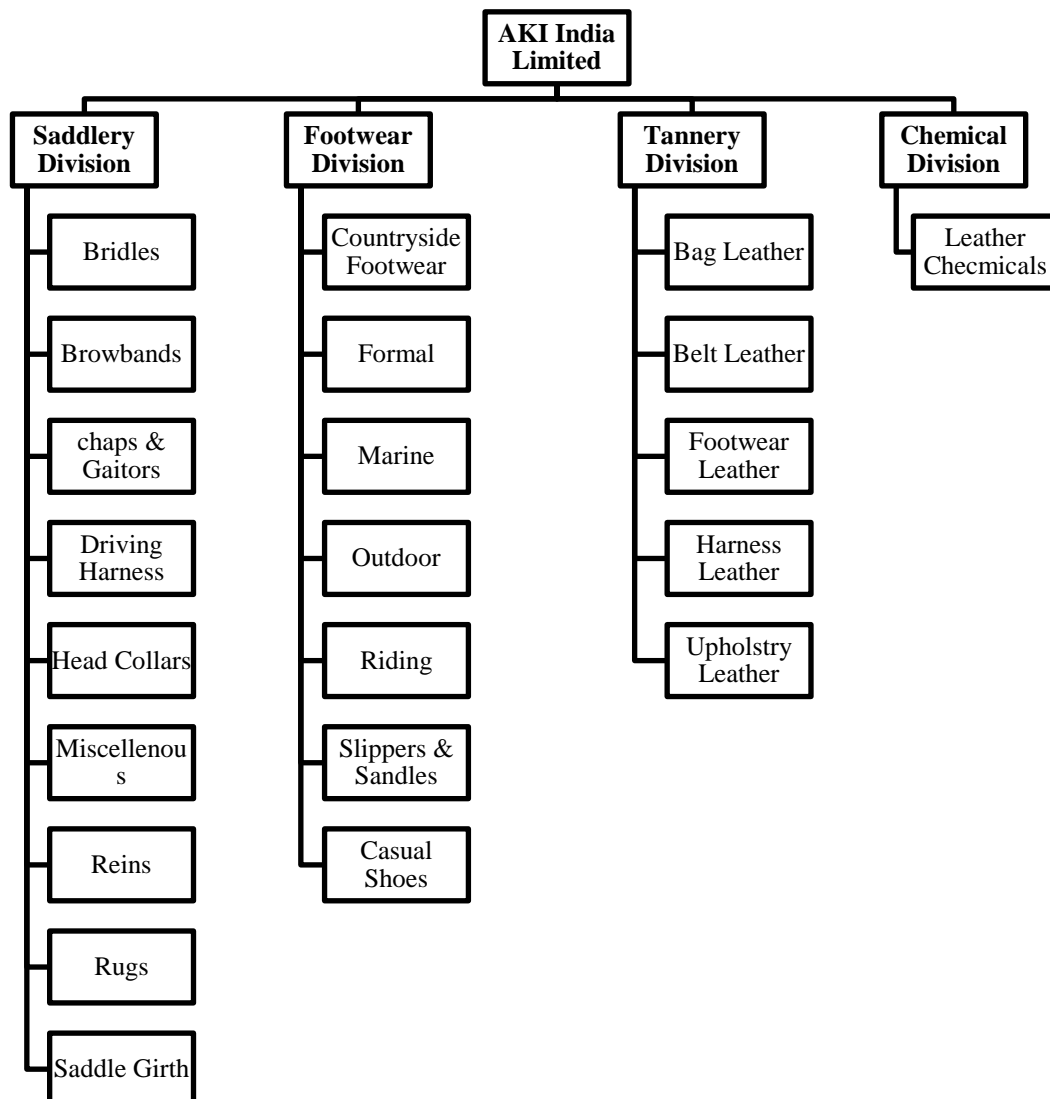 AKI India
Limited
Saddlery
Division
Bridles
Browbands
chaps &
Gaitors
Driving
Harness
Head Collars
Miscellenou
s
Reins
Rugs
Saddle Girth
Footwear
Division
Countryside
Footwear
Formal
Marine
Outdoor
Riding
Slippers &
Sandles
Casual
Shoes
Tannery
Division
Bag Leather
Belt Leather
Footwear
Leather
Harness
Leather
Upholstry
Leather
Chemical
Division
Leather
Checmicals